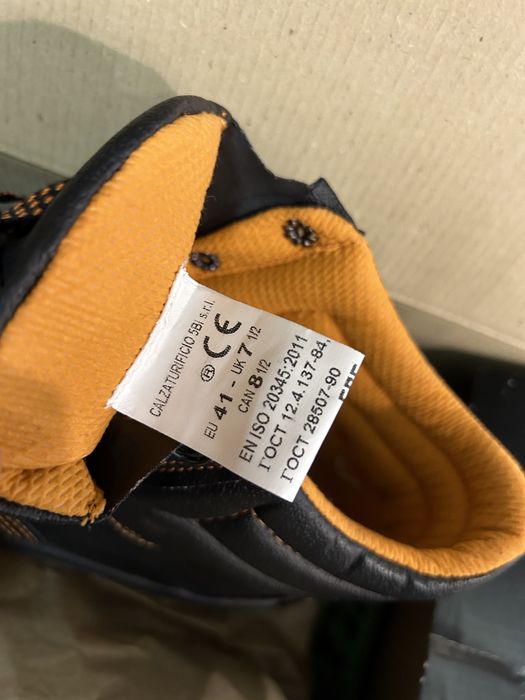 CALZATURIFICIO 5Bi s.r.l.
® CE
EU 41 - UK 7 1/2
CAN 8 1/2
EN ISO 20345:2011
ГОСТ 12.4.137-84,
ГОСТ 28507-90